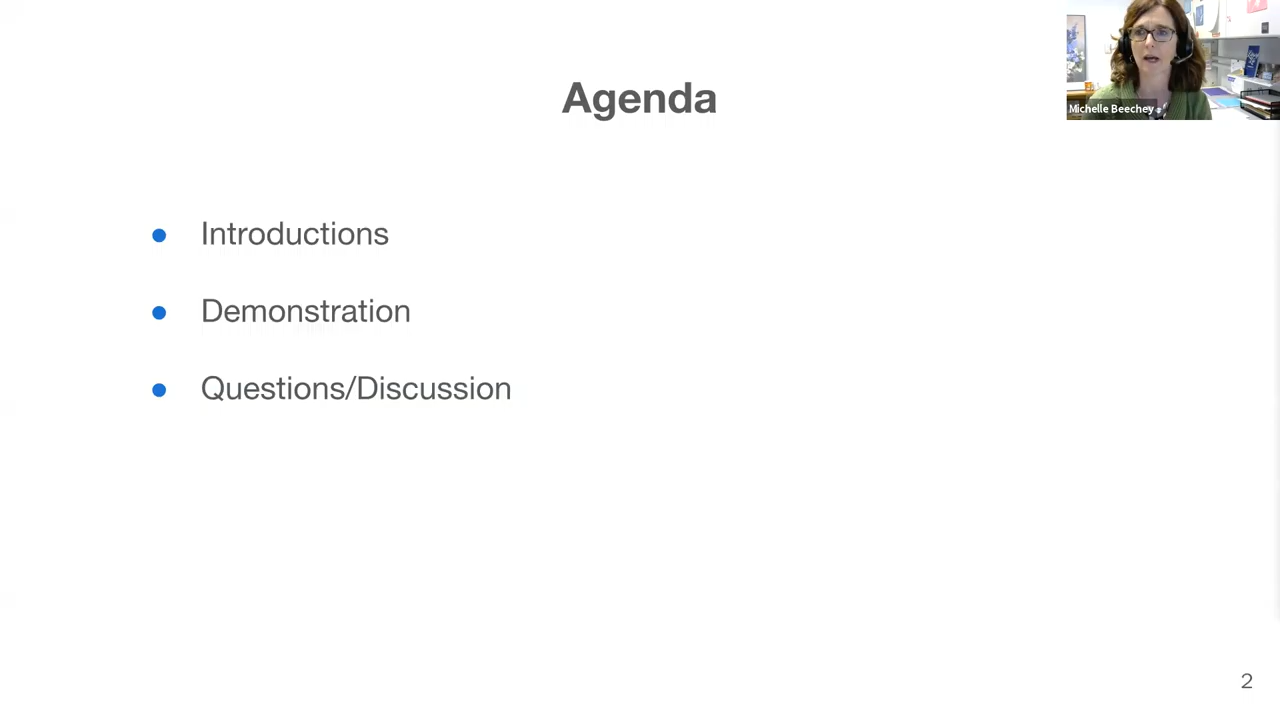 Agenda
Michelle Beechey
Introductions
Demonstration
Questions/Discussion
2